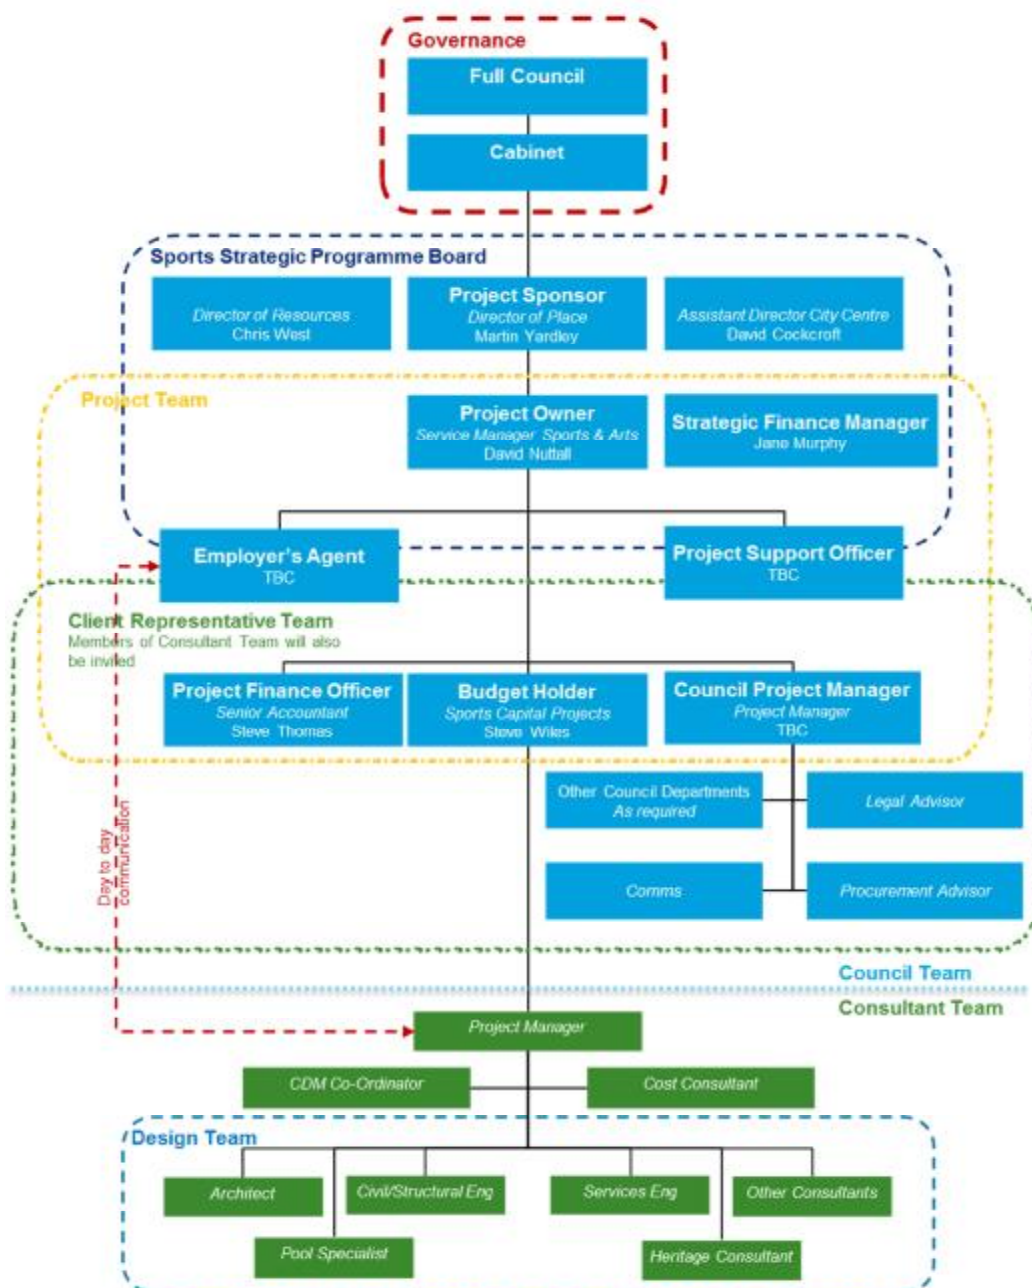 Governance
Full Council
Cabinet
Sports Strategic Programme Board
Director of Resources
Chris West
Project Sponsor
Director of Place
Martin Yardley
Assistant Director City Centre
David Cockcroft
Project Team
Project Owner
Service Manager Sports & Arts
David Nuttall
Strategic Finance Manager
Jane Murphy
Employer's Agent
TBC
Project Support Officer
TBC
Client Representative Team
Members of Consultant Team will also
be invited
Project Finance Officer
Senior Accountant
Steve Thomas
Budget Holder
Sports Capital Projects
Steve Wiles
Council Project Manager
Project Manager
TBC
Other Council Departments
As required
Legal Advisor
Day to day
communication
Comms
Procurement Advisor
Council Team
Consultant Team
Project Manager
CDM Co-Ordinator
Cost Consultant
Design Team
Architect
Civil/Structural Eng
Services Eng
Other Consultants
Pool Specialist
Heritage Consultant